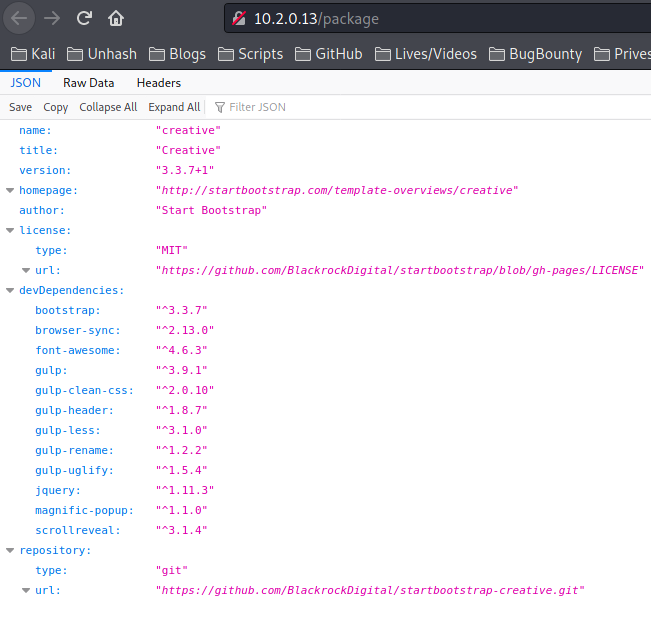 10.2.0.13/package
Kali Unhash Blogs Scripts GitHub Lives/Videos BugBounty Prives
JSON Raw Data Headers
Save Copy Collapse All Expand All Filter JSON
name: "creative"
title: "Creative"
version: "3.3.7+1"
homepage: "http://startbootstrap.com/template-overviews/creative"
author: "Start Bootstrap"
license:
type: "MIT"
url: "https://github.com/BlackrockDigital/startbootstrap/blob/gh-pages/LICENSE"
devDependencies:
bootstrap: "^3.3.7"
browser-sync: "^2.13.0"
font-awesome: "^4.6.3"
gulp: "^3.9.1"
gulp-clean-css: "^2.0.10"
gulp-header: "^1.8.7"
gulp-less: "^3.1.0"
gulp-rename: "^1.2.2"
gulp-uglify: "^1.5.4"
jquery: "^1.11.3"
magnific-popup: "^1.1.0"
scrollreveal: "^3.1.4"
repository:
type: "git"
url: "https://github.com/BlackrockDigital/startbootstrap-creative.git"